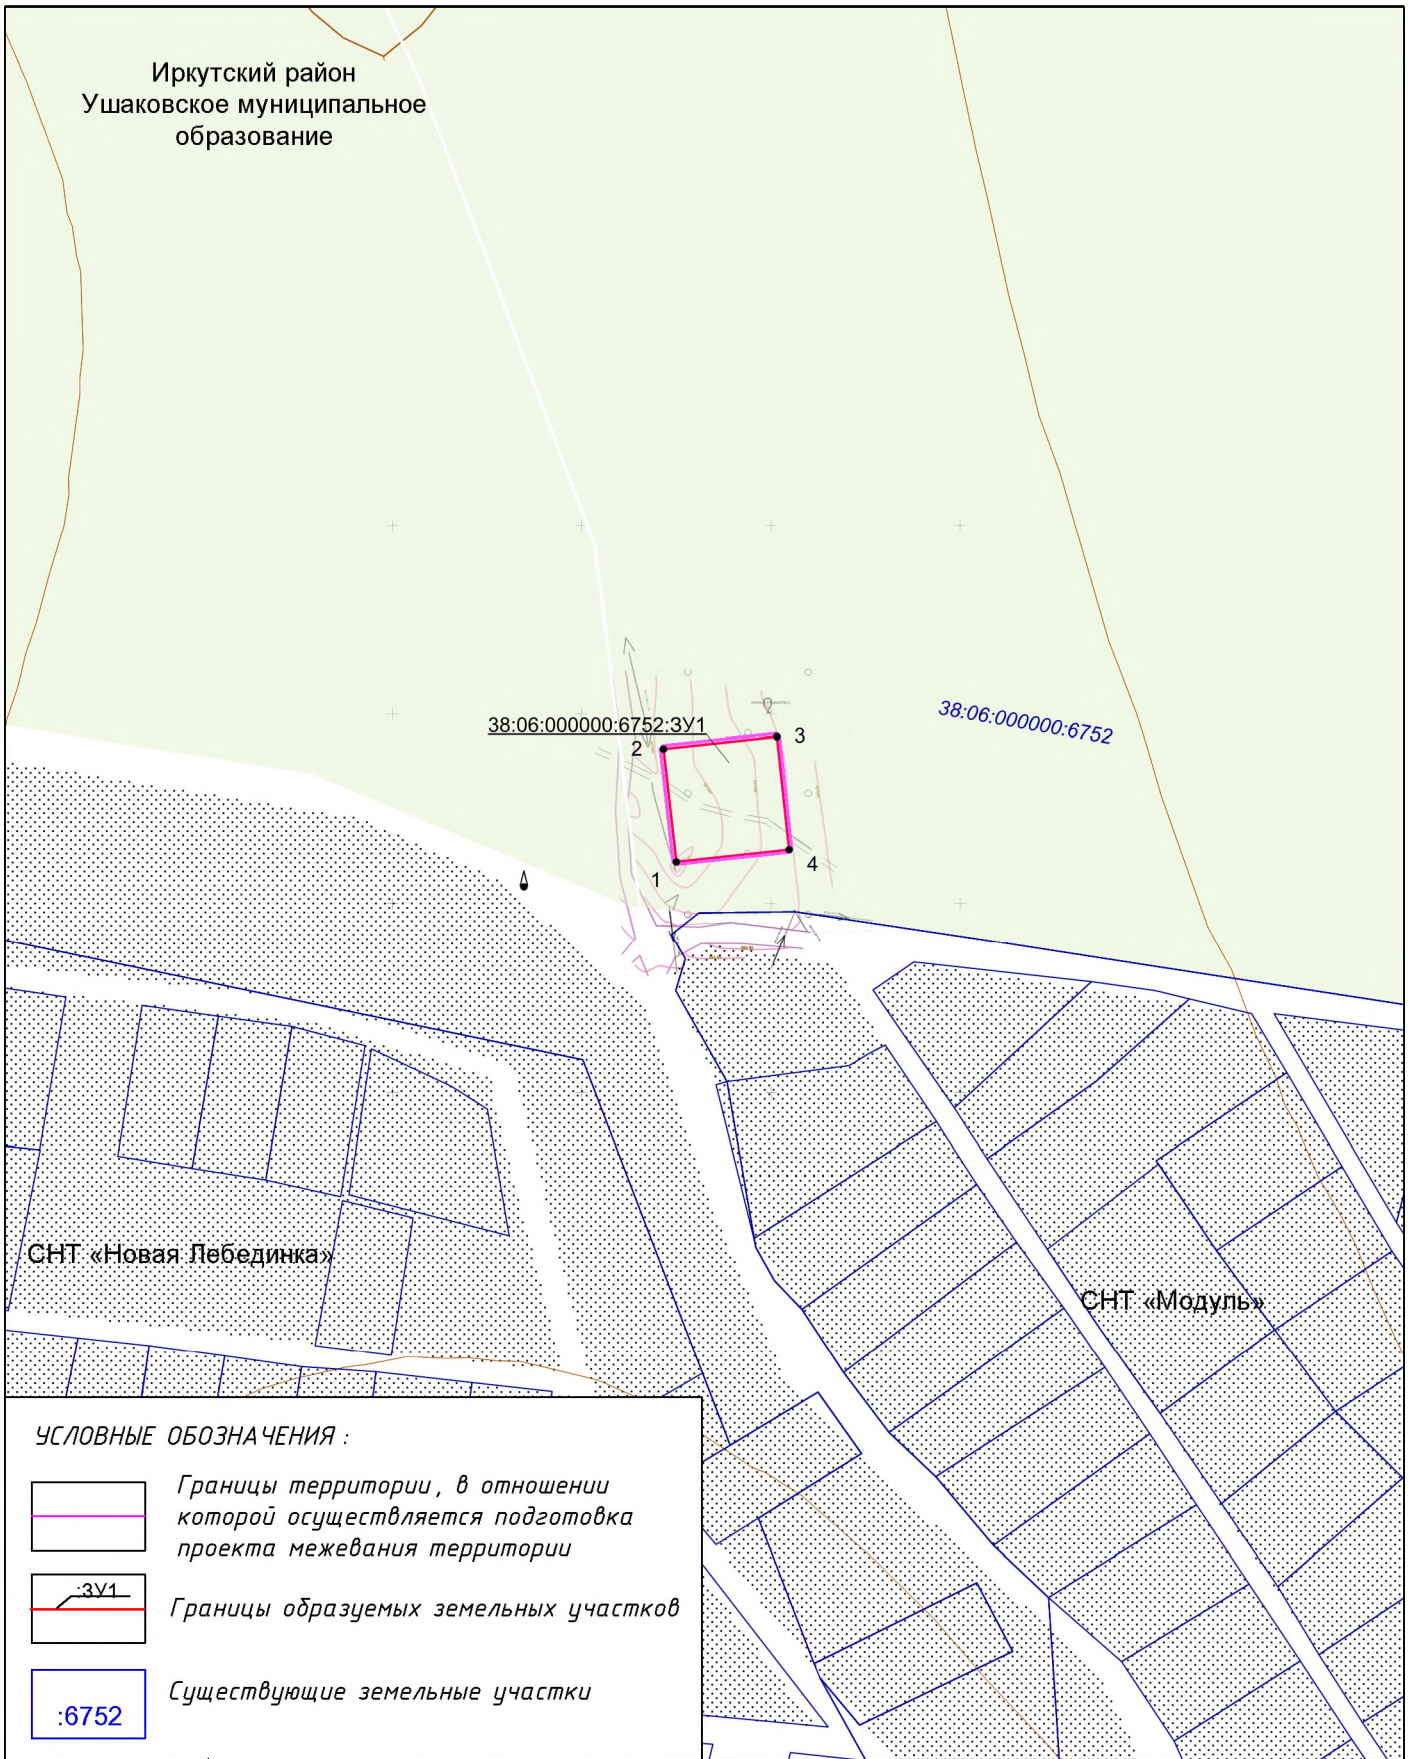 Иркутский район
Ушаковское муниципальное
образование
38:06:000000:6752
38:06:000000:6752:ЗУ1
2
3
1
4
СНТ «Новая Лебединка»
СНТ «Модуль»
УСЛОВНЫЕ ОБОЗНАЧЕНИЯ :
Границы территории, в отношении
которой осуществляется подготовка
проекта межевания территории
:ЗУ1
Границы образуемых земельных участков
Существующие земельные участки
:6752